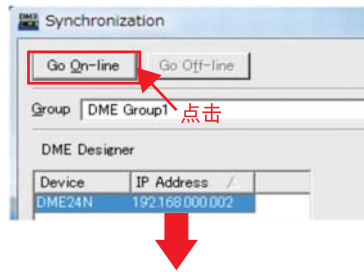 Synchronization
Go On-line Go Off-line
Group DME Group1
点击
DME Designer
Device IP Address
DME24N 192.168.000.002